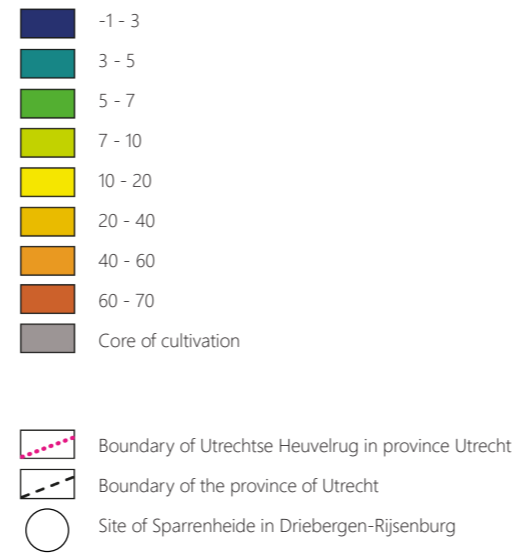 -1 - 3
3 - 5
5 - 7
7 - 10
10 - 20
20 - 40
40 - 60
60 - 70
Core of cultivation
Boundary of Utrechtse Heuvelrug in province Utrecht
Boundary of the province of Utrecht
Site of Sparrenheide in Driebergen-Rijsenburg